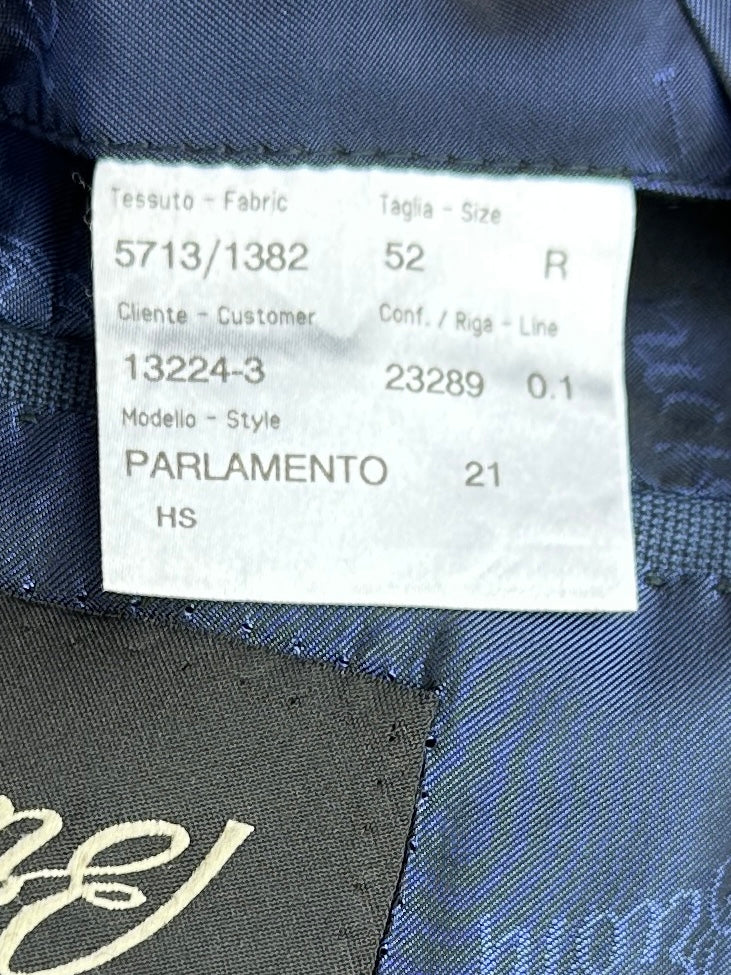 Tessuto - Fabric Taglia - Size
5713/1382 52 R
Cliente - Customer Conf. / Riga - Line
13224-3 23289 0.1
Modello - Style
PARLAMENTO 21
HS